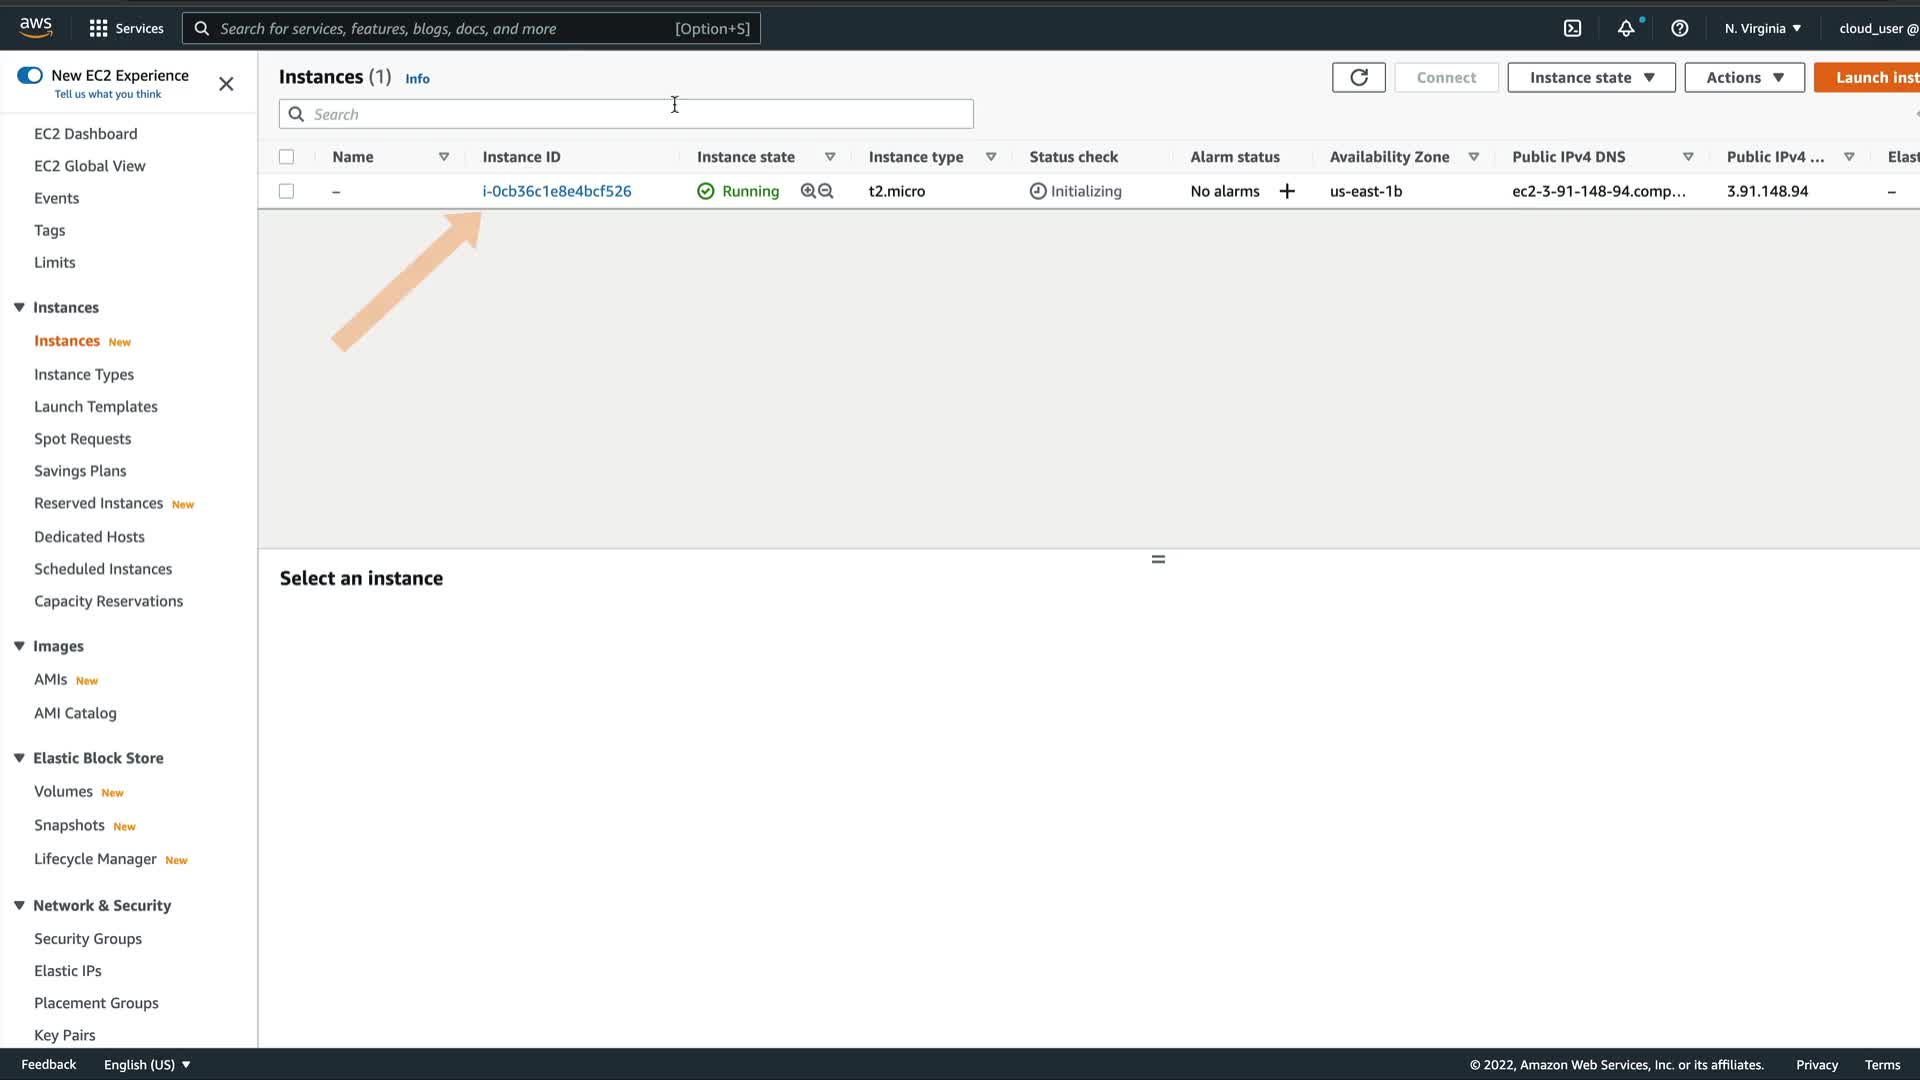 aws
Services
Search for services, features, blogs, docs, and more
[Option+S]
N. Virginia
cloud_user @
New EC2 Experience
Tell us what you think
EC2 Dashboard
EC2 Global View
Events
Tags
Limits
Instances
Instances New
Instance Types
Launch Templates
Spot Requests
Savings Plans
Reserved Instances New
Dedicated Hosts
Scheduled Instances
Capacity Reservations
Images
AMIs New
AMI Catalog
Elastic Block Store
Volumes New
Snapshots New
Lifecycle Manager New
Network & Security
Security Groups
Elastic IPs
Placement Groups
Key Pairs
Instances (1) Info
Connect
Instance state
Actions
Launch inst
Search
Name Instance ID Instance state Instance type Status check Alarm status Availability Zone Public IPv4 DNS Public IPv4 ... Elast
– i-0cb36c1e8e4bcf526 Running t2.micro Initializing No alarms + us-east-1b ec2-3-91-148-94.comp... 3.91.148.94 –
Select an instance
Feedback
English (US)
© 2022, Amazon Web Services, Inc. or its affiliates.
Privacy
Terms